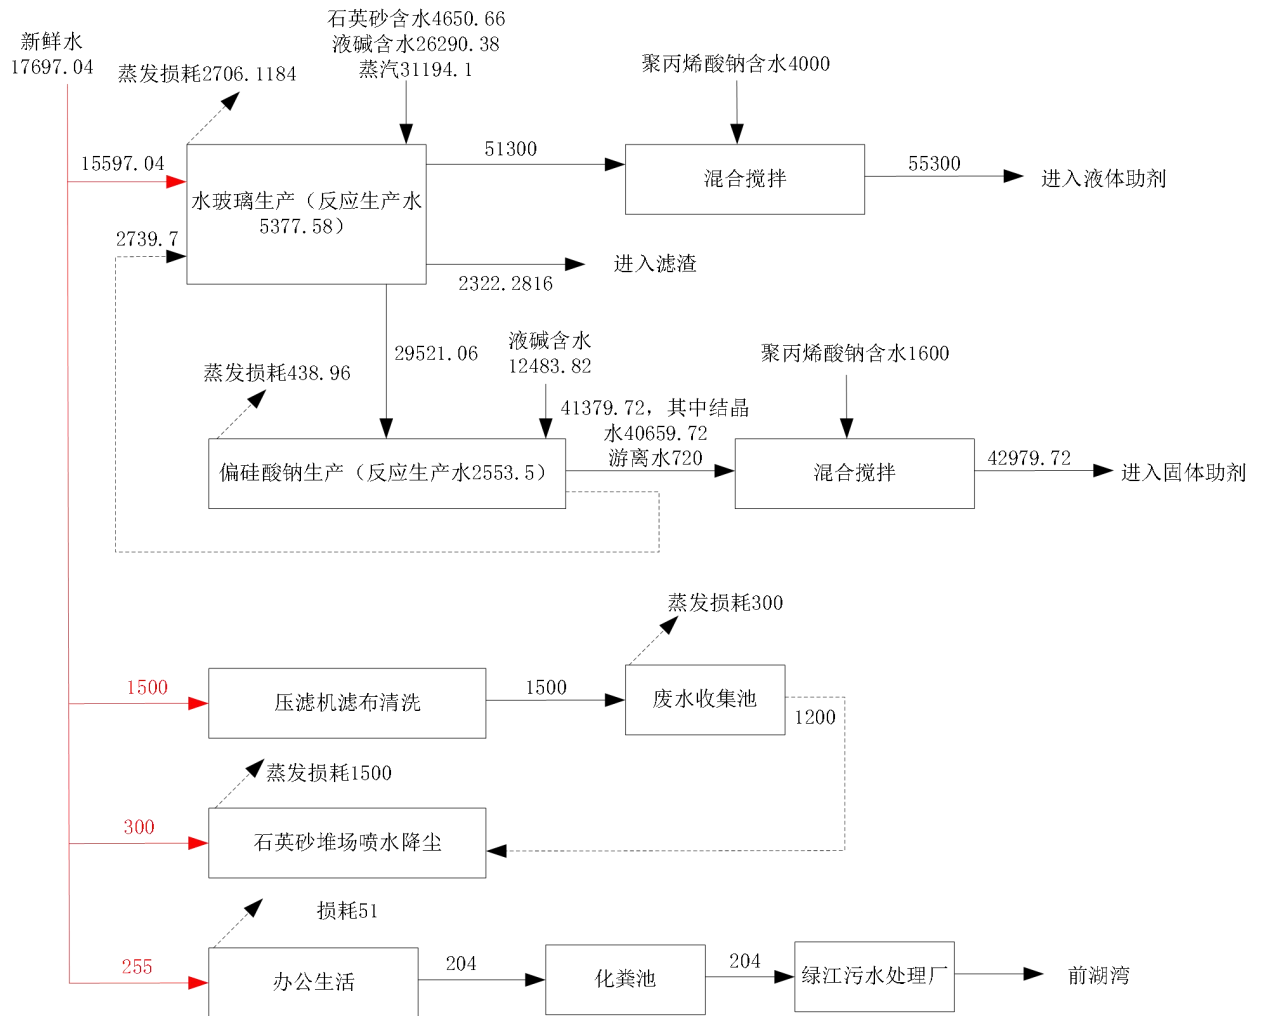 石英砂含水4650.66
液碱含水26290.38
蒸汽31194.1
新鲜水
17697.04
蒸发损耗2706.1184
聚丙烯酸钠含水4000
15597.04
51300
55300
水玻璃生产（反应生产水
5377.58）
混合搅拌
进入液体助剂
2739.7
进入滤渣
2322.2816
29521.06
液碱含水
12483.82
聚丙烯酸钠含水1600
蒸发损耗438.96
41379.72，其中结晶
水40659.72
游离水720
偏硅酸钠生产（反应生产水2553.5）
混合搅拌
42979.72
进入固体助剂
蒸发损耗300
1500
压滤机滤布清洗
1500
废水收集池
1200
蒸发损耗1500
300
石英砂堆场喷水降尘
损耗51
255
办公生活
204
化粪池
204
绿江污水处理厂
前湖湾